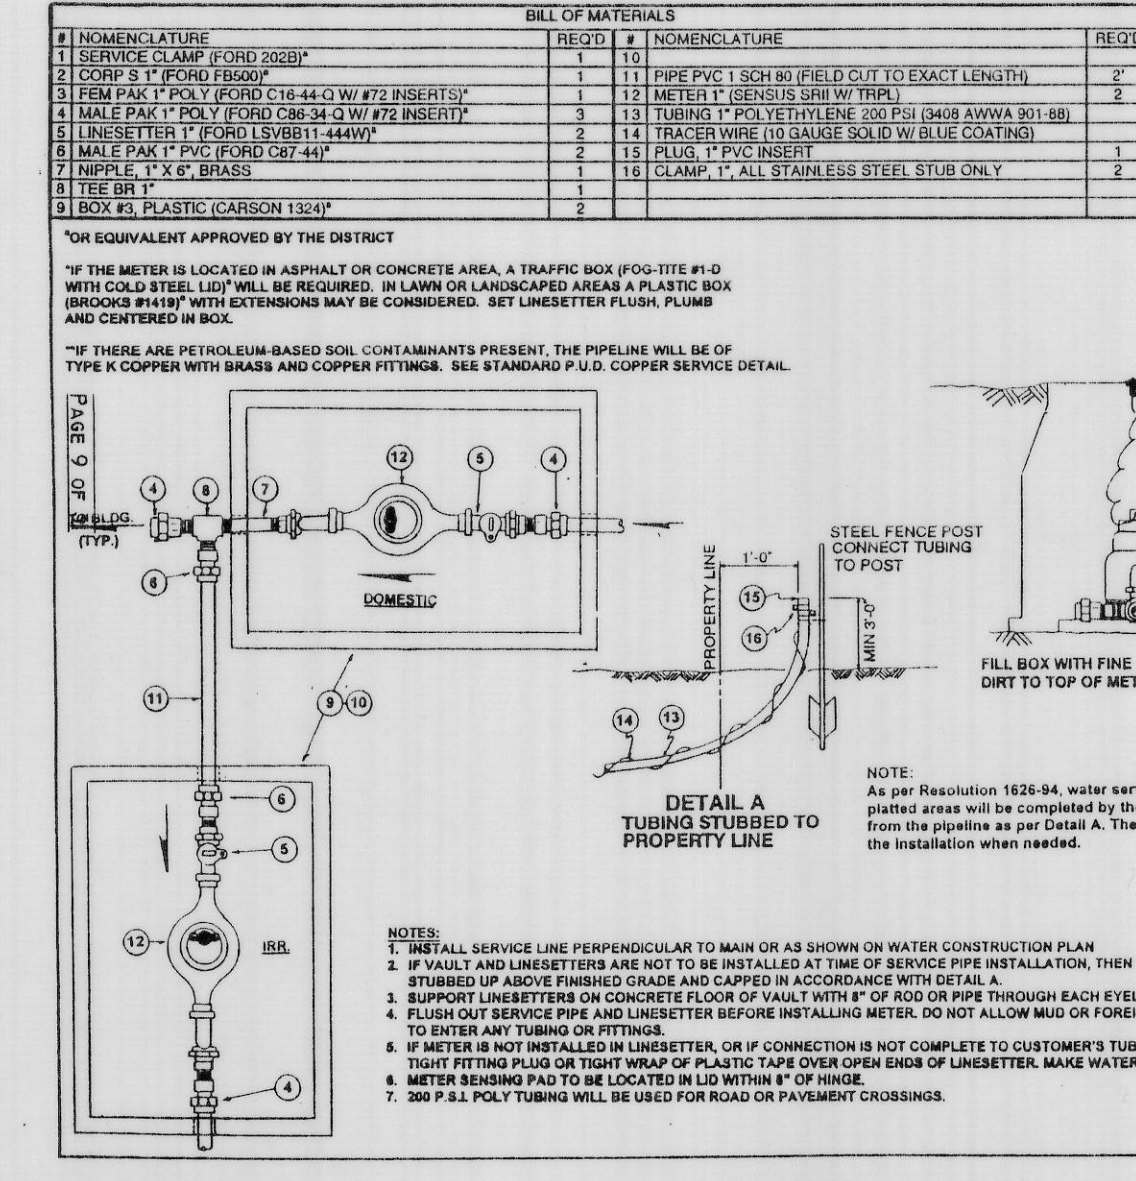 BILL OF MATERIALS
# NOMENCLATURE REQ'D # NOMENCLATURE REQ'D
1 SERVICE CLAMP (FORD 202B)* 1 10
2 CORP S 1" (FORD FB500)* 1 11 PIPE PVC 1 SCH 80 (FIELD CUT TO EXACT LENGTH) 2'
3 FEM PAK 1" POLY (FORD C16-44-Q W/ #72 INSERTS)* 1 12 METER 1" (SENSUS SRII W/ TRPL) 2
4 MALE PAK 1" POLY (FORD C86-34-Q W/ #72 INSERT)* 3 13 TUBING 1" POLYETHYLENE 200 PSI (3408 AWWA 901-88)
5 LINESETTER 1" (FORD LSVBB11-444W)* 2 14 TRACER WIRE (10 GAUGE SOLID W/ BLUE COATING)
6 MALE PAK 1" PVC (FORD C87-44)* 2 15 PLUG, 1" PVC INSERT 1
7 NIPPLE, 1" X 6", BRASS 1 16 CLAMP, 1", ALL STAINLESS STEEL STUB ONLY 2
8 TEE BR 1" 1
9 BOX #3, PLASTIC (CARSON 1324)* 2
*OR EQUIVALENT APPROVED BY THE DISTRICT
*IF THE METER IS LOCATED IN ASPHALT OR CONCRETE AREA, A TRAFFIC BOX (FOG-TITE #1-D
WITH COLD STEEL LID)* WILL BE REQUIRED. IN LAWN OR LANDSCAPED AREAS A PLASTIC BOX
(BROOKS #1419)* WITH EXTENSIONS MAY BE CONSIDERED. SET LINESETTER FLUSH, PLUMB
AND CENTERED IN BOX.
**IF THERE ARE PETROLEUM-BASED SOIL CONTAMINANTS PRESENT, THE PIPELINE WILL BE OF
TYPE K COPPER WITH BRASS AND COPPER FITTINGS. SEE STANDARD P.U.D. COPPER SERVICE DETAIL.
PAGE 9 OF
BLDG.
(TYP.)
4
8
7
12
5
4
6
DOMESTIC
11
9
10
6
5
12
IRR.
4
PROPERTY LINE
1'-0"
STEEL FENCE POST
CONNECT TUBING
TO POST
15
16
MIN 3'-0"
14
13
DETAIL A
TUBING STUBBED TO
PROPERTY LINE
FILL BOX WITH FINE
DIRT TO TOP OF MET
NOTE:
As per Resolution 1626-94, water ser
platted areas will be completed by th
from the pipeline as per Detail A. The
the installation when needed.
NOTES:
1. INSTALL SERVICE LINE PERPENDICULAR TO MAIN OR AS SHOWN ON WATER CONSTRUCTION PLAN
2. IF VAULT AND LINESETTERS ARE NOT TO BE INSTALLED AT TIME OF SERVICE PIPE INSTALLATION, THEN
STUBBED UP ABOVE FINISHED GRADE AND CAPPED IN ACCORDANCE WITH DETAIL A.
3. SUPPORT LINESETTERS ON CONCRETE FLOOR OF VAULT WITH 8" OF ROD OR PIPE THROUGH EACH EYEL
4. FLUSH OUT SERVICE PIPE AND LINESETTER BEFORE INSTALLING METER. DO NOT ALLOW MUD OR FOREI
TO ENTER ANY TUBING OR FITTINGS.
5. IF METER IS NOT INSTALLED IN LINESETTER, OR IF CONNECTION IS NOT COMPLETE TO CUSTOMER'S TUB
TIGHT FITTING PLUG OR TIGHT WRAP OF PLASTIC TAPE OVER OPEN ENDS OF LINESETTER. MAKE WATER
6. METER SENSING PAD TO BE LOCATED IN LID WITHIN 8" OF HINGE.
7. 200 P.S.I. POLY TUBING WILL BE USED FOR ROAD OR PAVEMENT CROSSINGS.